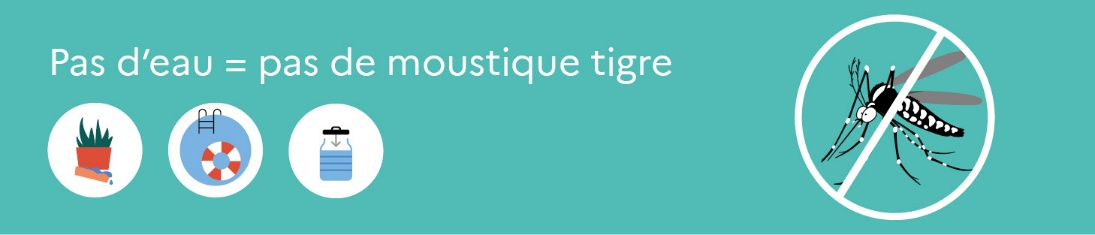 Pas d’eau = pas de moustique tigre